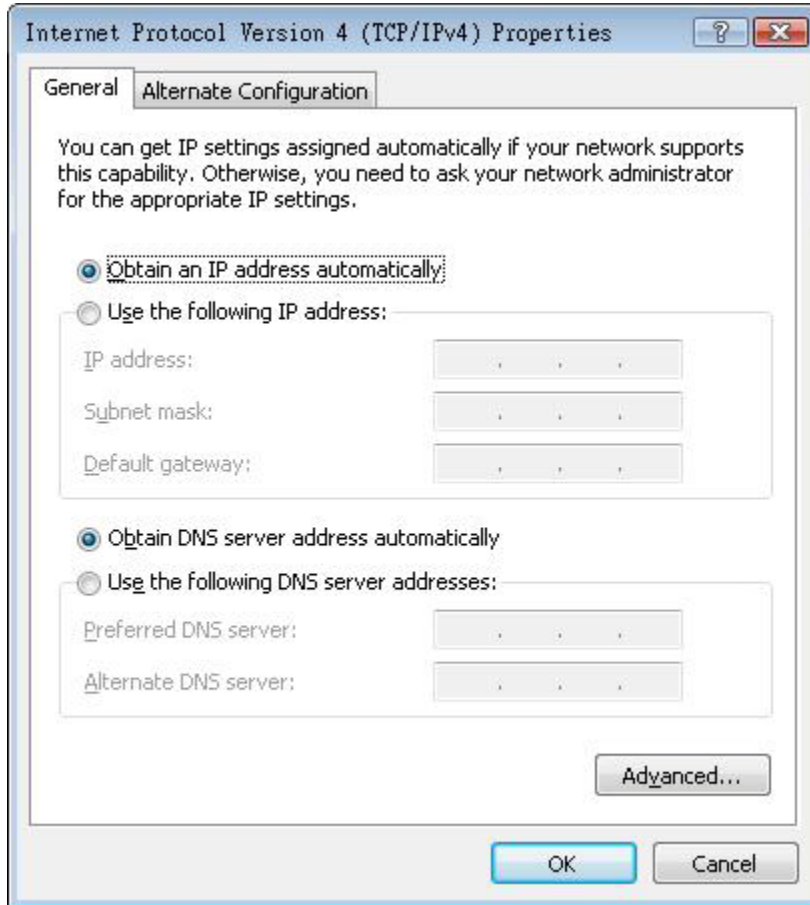 Internet Protocol Version 4 (TCP/IPv4) Properties
?
General
Alternate Configuration
You can get IP settings assigned automatically if your network supports
this capability. Otherwise, you need to ask your network administrator
for the appropriate IP settings.
Obtain an IP address automatically
Use the following IP address:
IP address:
. . .
Subnet mask:
. . .
Default gateway:
. . .
Obtain DNS server address automatically
Use the following DNS server addresses:
Preferred DNS server:
. . .
Alternate DNS server:
. . .
Advanced...
OK
Cancel